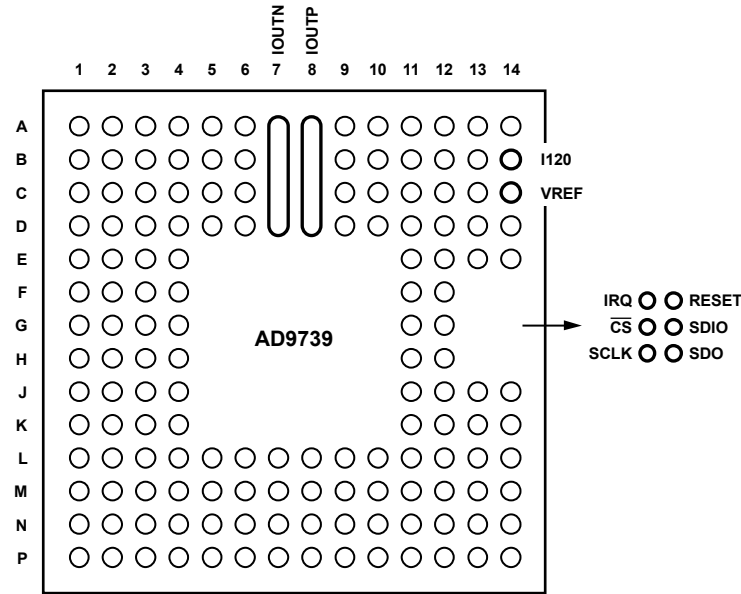 IOUTN
IOUTP
1 2 3 4 5 6 7 8 9 10 11 12 13 14
A
B I120
C VREF
D
E
F IRQ RESET
G AD9739 CS SDIO
H SCLK SDO
J
K
L
M
N
P